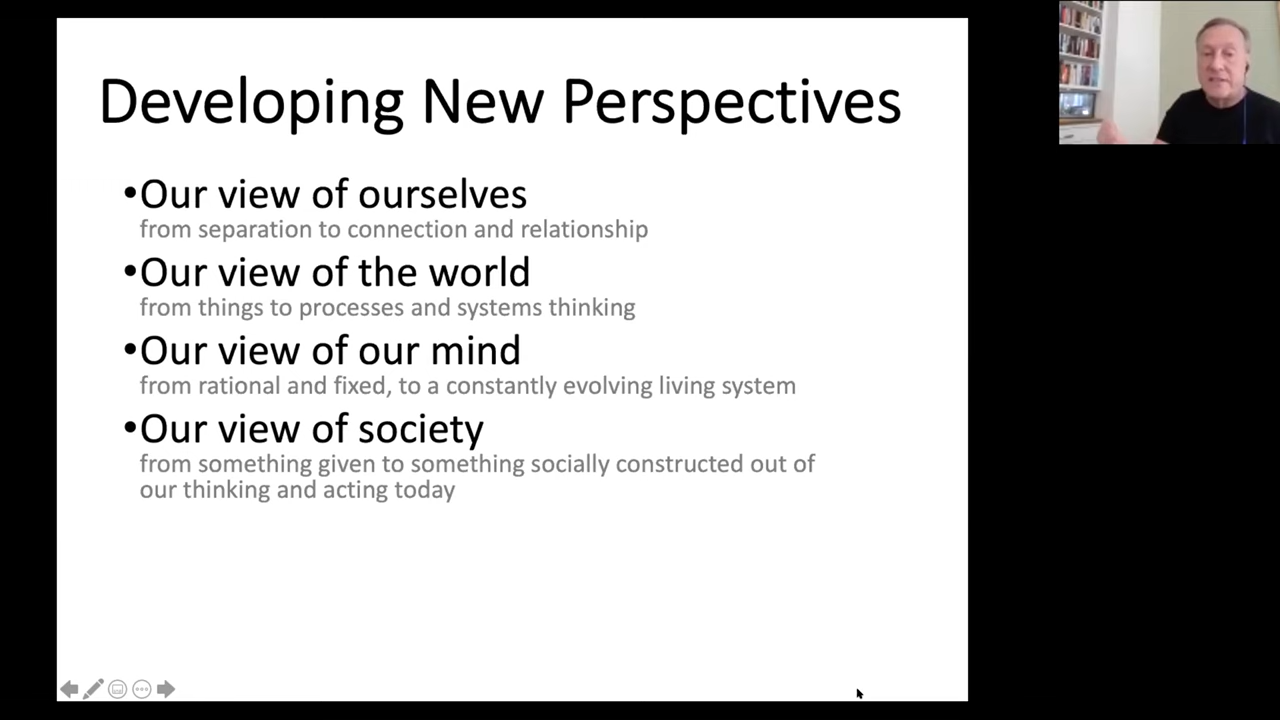 Developing New Perspectives
•Our view of ourselves
from separation to connection and relationship
•Our view of the world
from things to processes and systems thinking
•Our view of our mind
from rational and fixed, to a constantly evolving living system
•Our view of society
from something given to something socially constructed out of
our thinking and acting today